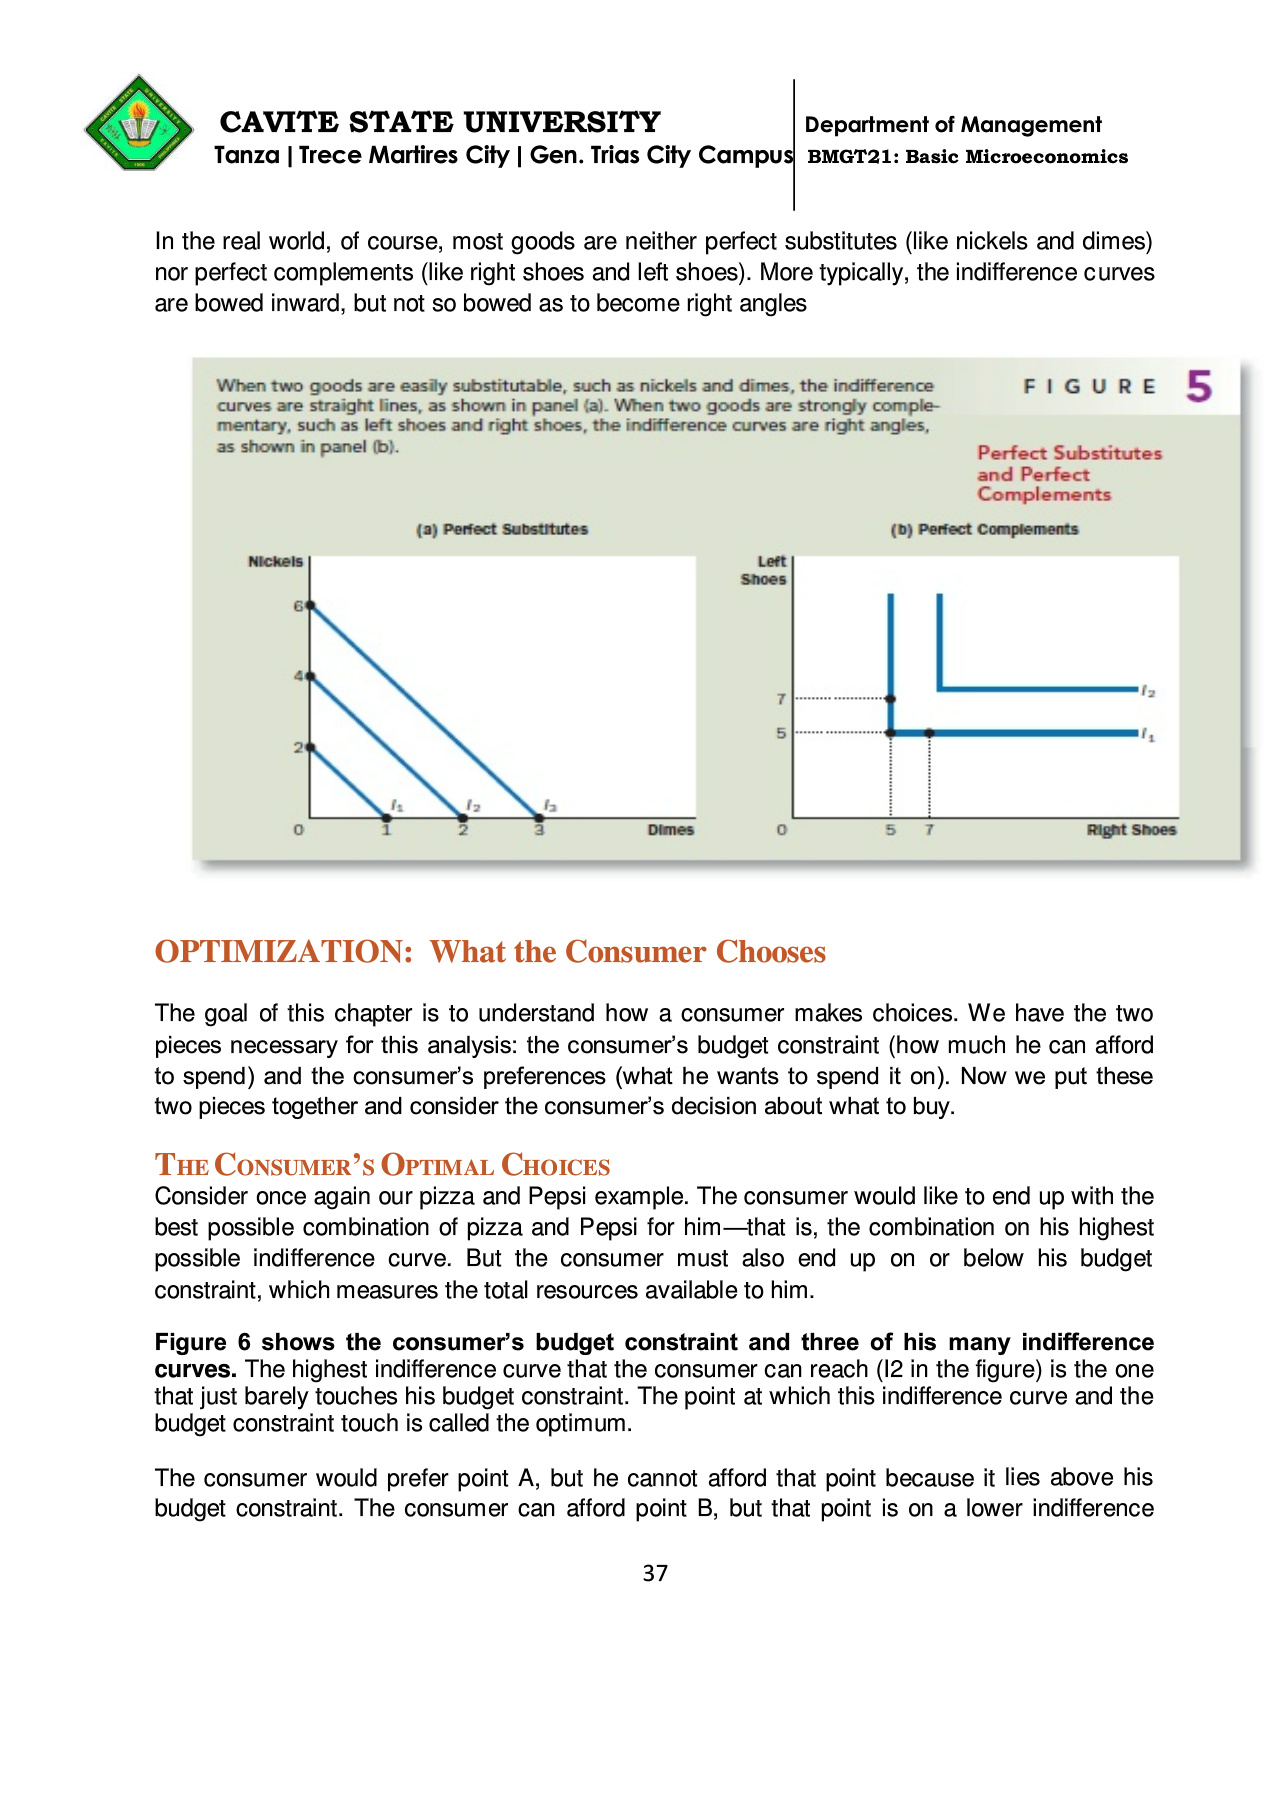 CAVITE STATE UNIVERSITY
Tanza | Trece Martires City | Gen. Trias City Campus
Department of Management
BMGT21: Basic Microeconomics
In the real world, of course, most goods are neither perfect substitutes (like nickels and dimes)
nor perfect complements (like right shoes and left shoes). More typically, the indifference curves
are bowed inward, but not so bowed as to become right angles
When two goods are easily substitutable, such as nickels and dimes, the indifference
curves are straight lines, as shown in panel (a). When two goods are strongly comple-
mentary, such as left shoes and right shoes, the indifference curves are right angles,
as shown in panel (b).
FIGURE 5
Perfect Substitutes
and Perfect
Complements
(a) Perfect Substitutes
Nickels
6
4
2
0
1
2
3
Dimes
I1
I2
I3
(b) Perfect Complements
Left
Shoes
7
5
0
5
7
Right Shoes
I2
I1
OPTIMIZATION: What the Consumer Chooses
The goal of this chapter is to understand how a consumer makes choices. We have the two
pieces necessary for this analysis: the consumer’s budget constraint (how much he can afford
to spend) and the consumer’s preferences (what he wants to spend it on). Now we put these
two pieces together and consider the consumer’s decision about what to buy.
THE CONSUMER’S OPTIMAL CHOICES
Consider once again our pizza and Pepsi example. The consumer would like to end up with the
best possible combination of pizza and Pepsi for him—that is, the combination on his highest
possible indifference curve. But the consumer must also end up on or below his budget
constraint, which measures the total resources available to him.
Figure 6 shows the consumer’s budget constraint and three of his many indifference
curves. The highest indifference curve that the consumer can reach (I2 in the figure) is the one
that just barely touches his budget constraint. The point at which this indifference curve and the
budget constraint touch is called the optimum.
The consumer would prefer point A, but he cannot afford that point because it lies above his
budget constraint. The consumer can afford point B, but that point is on a lower indifference
37